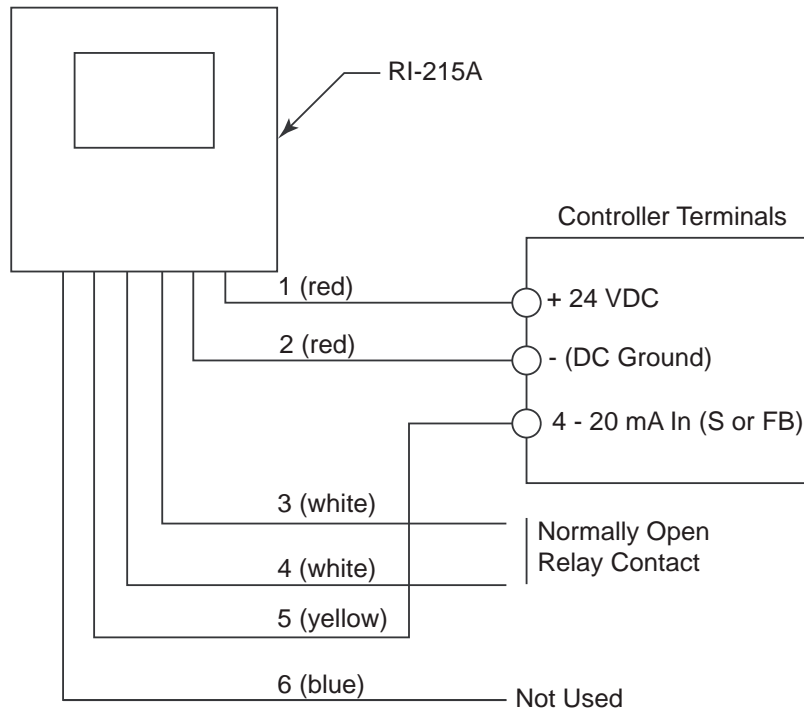 RI-215A
Controller Terminals
1 (red)
+ 24 VDC
2 (red)
- (DC Ground)
4 - 20 mA In (S or FB)
3 (white)
Normally Open
Relay Contact
4 (white)
5 (yellow)
6 (blue)
Not Used